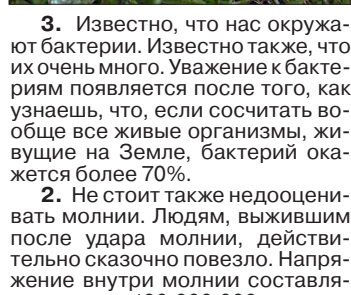 3. Известно, что нас окружа-
ют бактерии. Известно также, что
их очень много. Уважение к бакте-
риям появляется после того, как
узнаешь, что, если сосчитать во-
обще все живые организмы, жи-
вущие на Земле, бактерий ока-
жется более 70%.
2. Не стоит также недооцени-
вать молнии. Людям, выжившим
после удара молнии, действи-
тельно сказочно повезло. Напря-
жение внутри молнии составля-